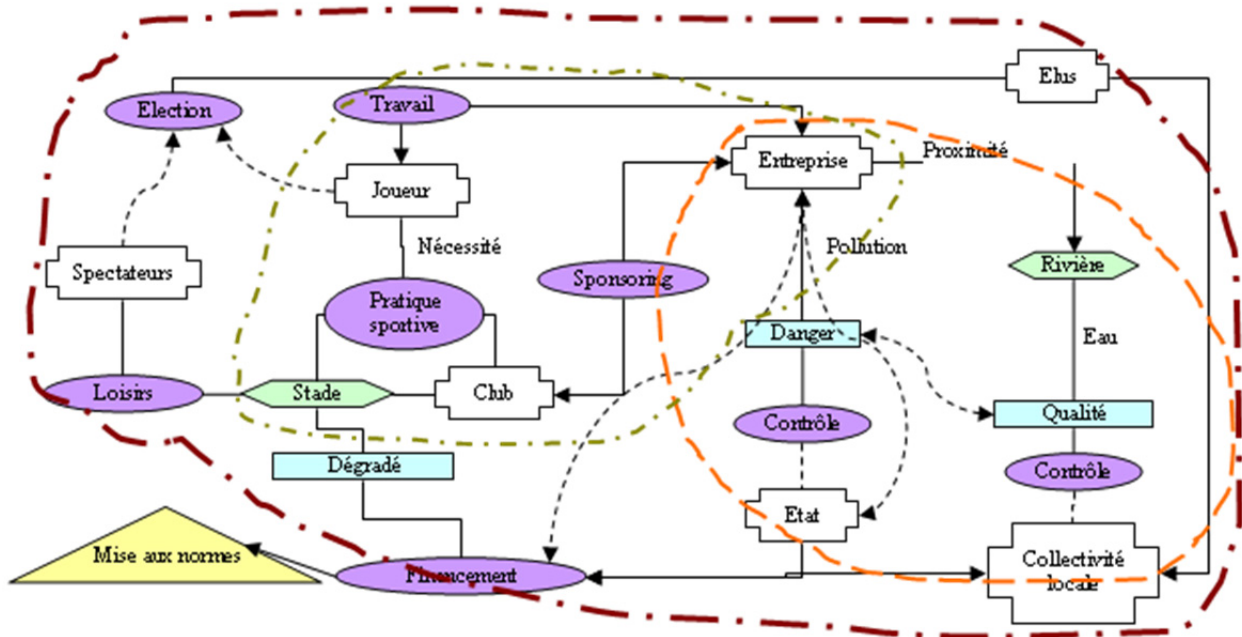 Elus
Election
Travail
Entreprise
Proximité
Joueur
Nécessité
Pollution
Spectateurs
Sponsoring
Rivière
Pratique
sportive
Danger
Eau
Loisirs
Stade
Club
Qualité
Contrôle
Dégradé
Contrôle
Etat
Mise aux normes
Financement
Collectivité
locale